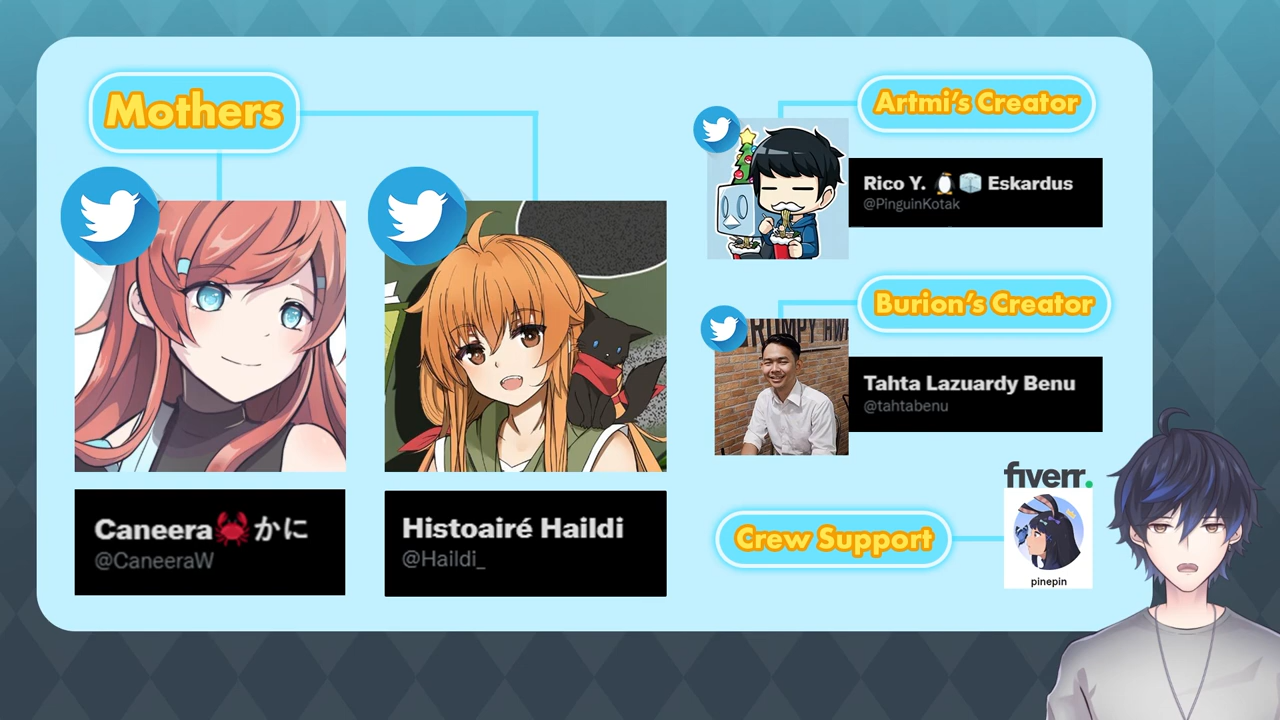 Mothers
Caneera🦀かに
@CaneeraW
Histoairé Haildi
@Haildi_
Artmi's Creator
Rico Y. 🐧🧊 Eskardus
@PinguinKotak
Burion's Creator
Tahta Lazuardy Benu
@tahtabenu
Crew Support
fiverr.
pinepin